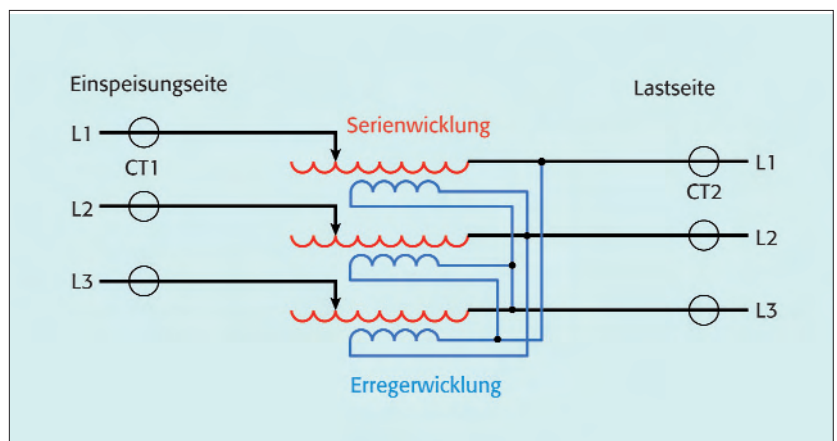 Einspeisungseite
Lastseite
L1
CT1
Serienwicklung
L1
CT2
L2
L2
L3
L3
Erregerwicklung